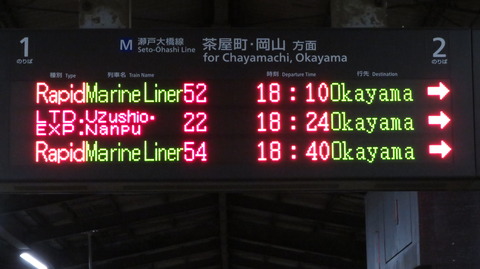 1 のりば
M 瀬戸大橋線 茶屋町・岡山 方面
Seto-Ōhashi Line for Chayamachi, Okayama
2 のりば
種別 Type 列車名 Train Name 時刻 Departure Time 行先 Destination
Rapid Marine Liner 52 18:10 Okayama →
LTD. Uzushio・
EXP. Nanpu 22 18:24 Okayama →
Rapid Marine Liner 54 18:40 Okayama →